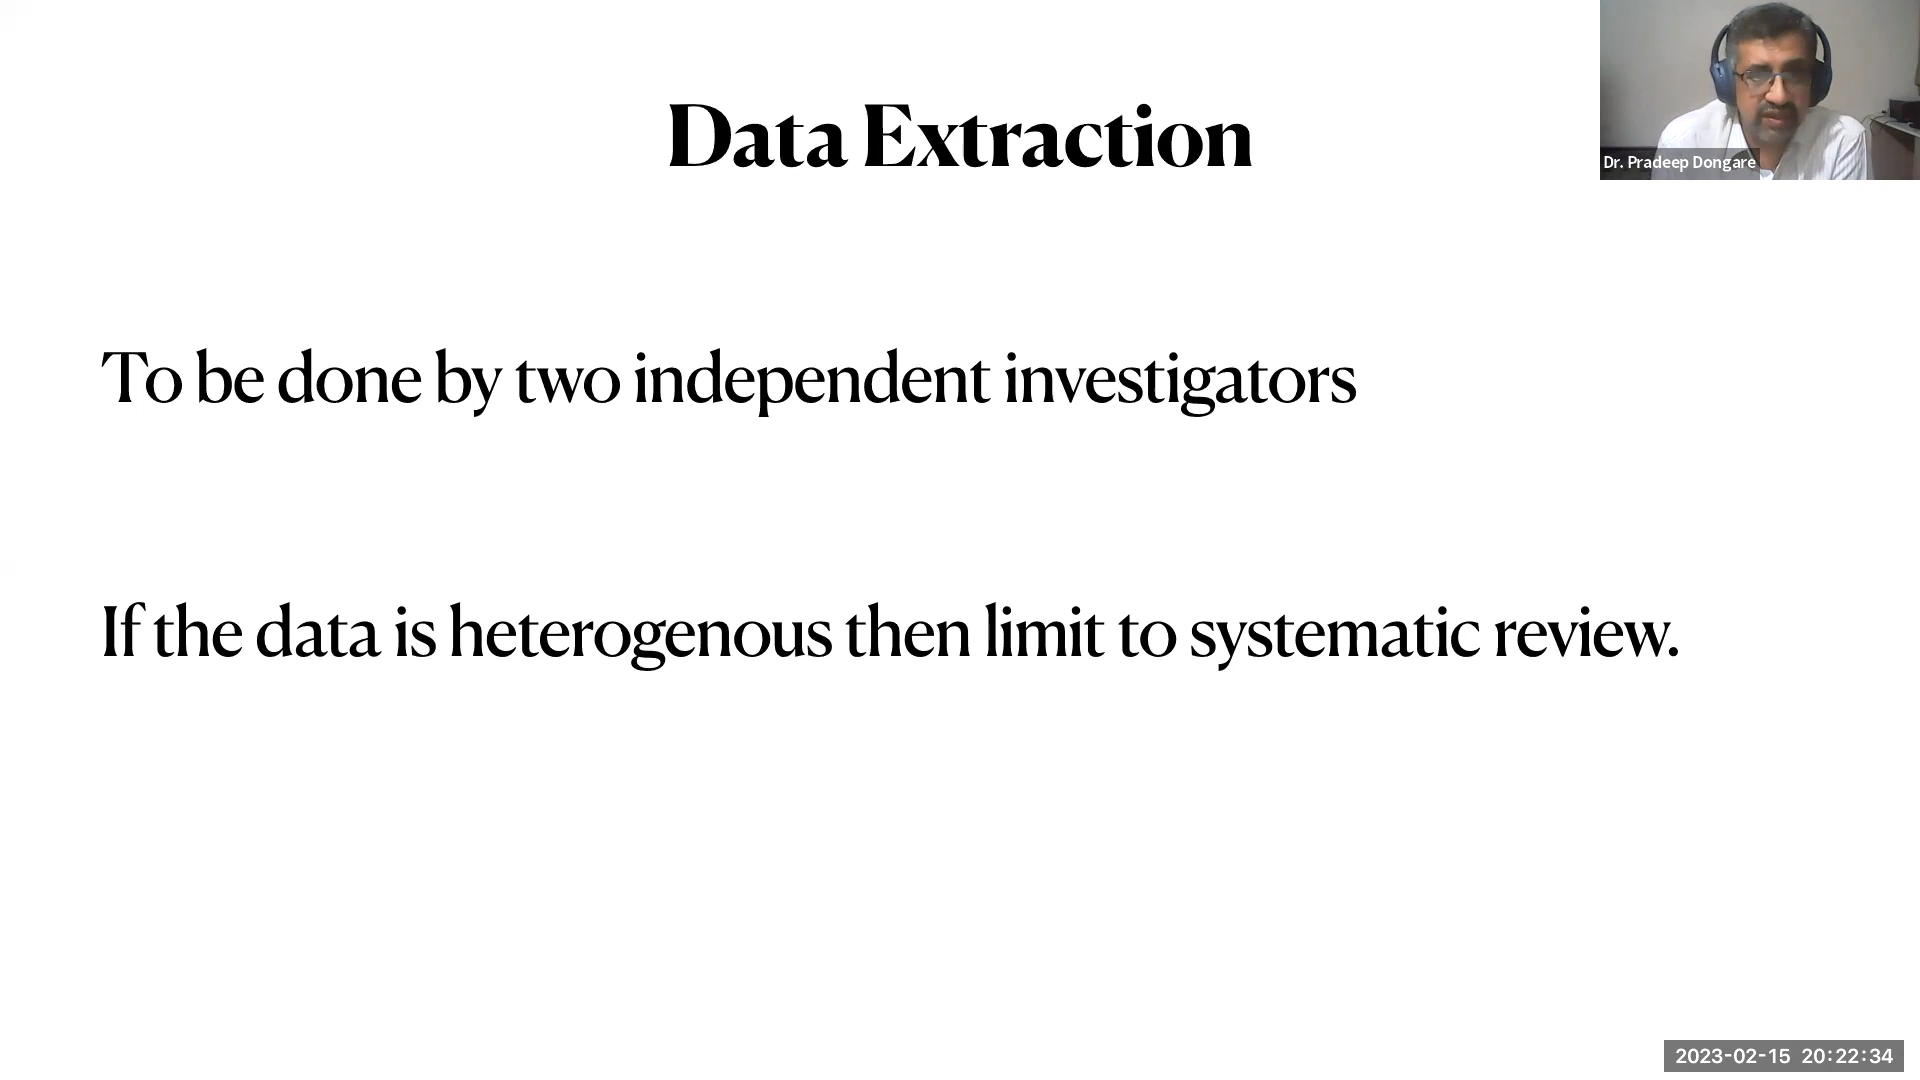 Data Extraction
Dr. Pradeep Dongare
To be done by two independent investigators
If the data is heterogenous then limit to systematic review.
2023-02-15 20:22:34